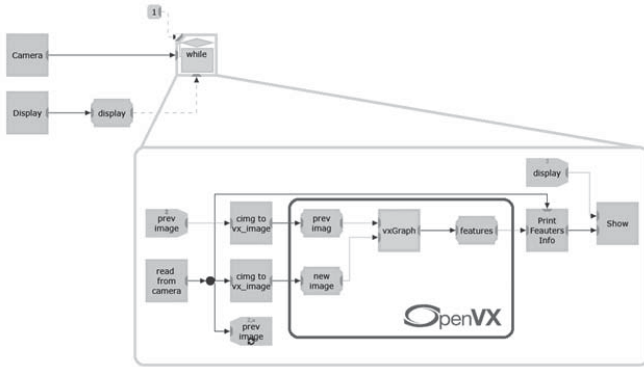 1
Camera
while
Display
display
display
prev
image
cimg to
vx_image
prev
imag
vxGraph
features
Print
Feauters
Info
Show
read
from
camera
cimg to
vx_image
new
image
prev
image
OpenVX